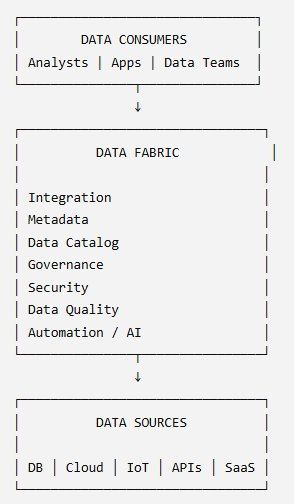 DATA CONSUMERS
Analysts | Apps | Data Teams
↓
DATA FABRIC
Integration
Metadata
Data Catalog
Governance
Security
Data Quality
Automation / AI
↓
DATA SOURCES
DB | Cloud | IoT | APIs | SaaS